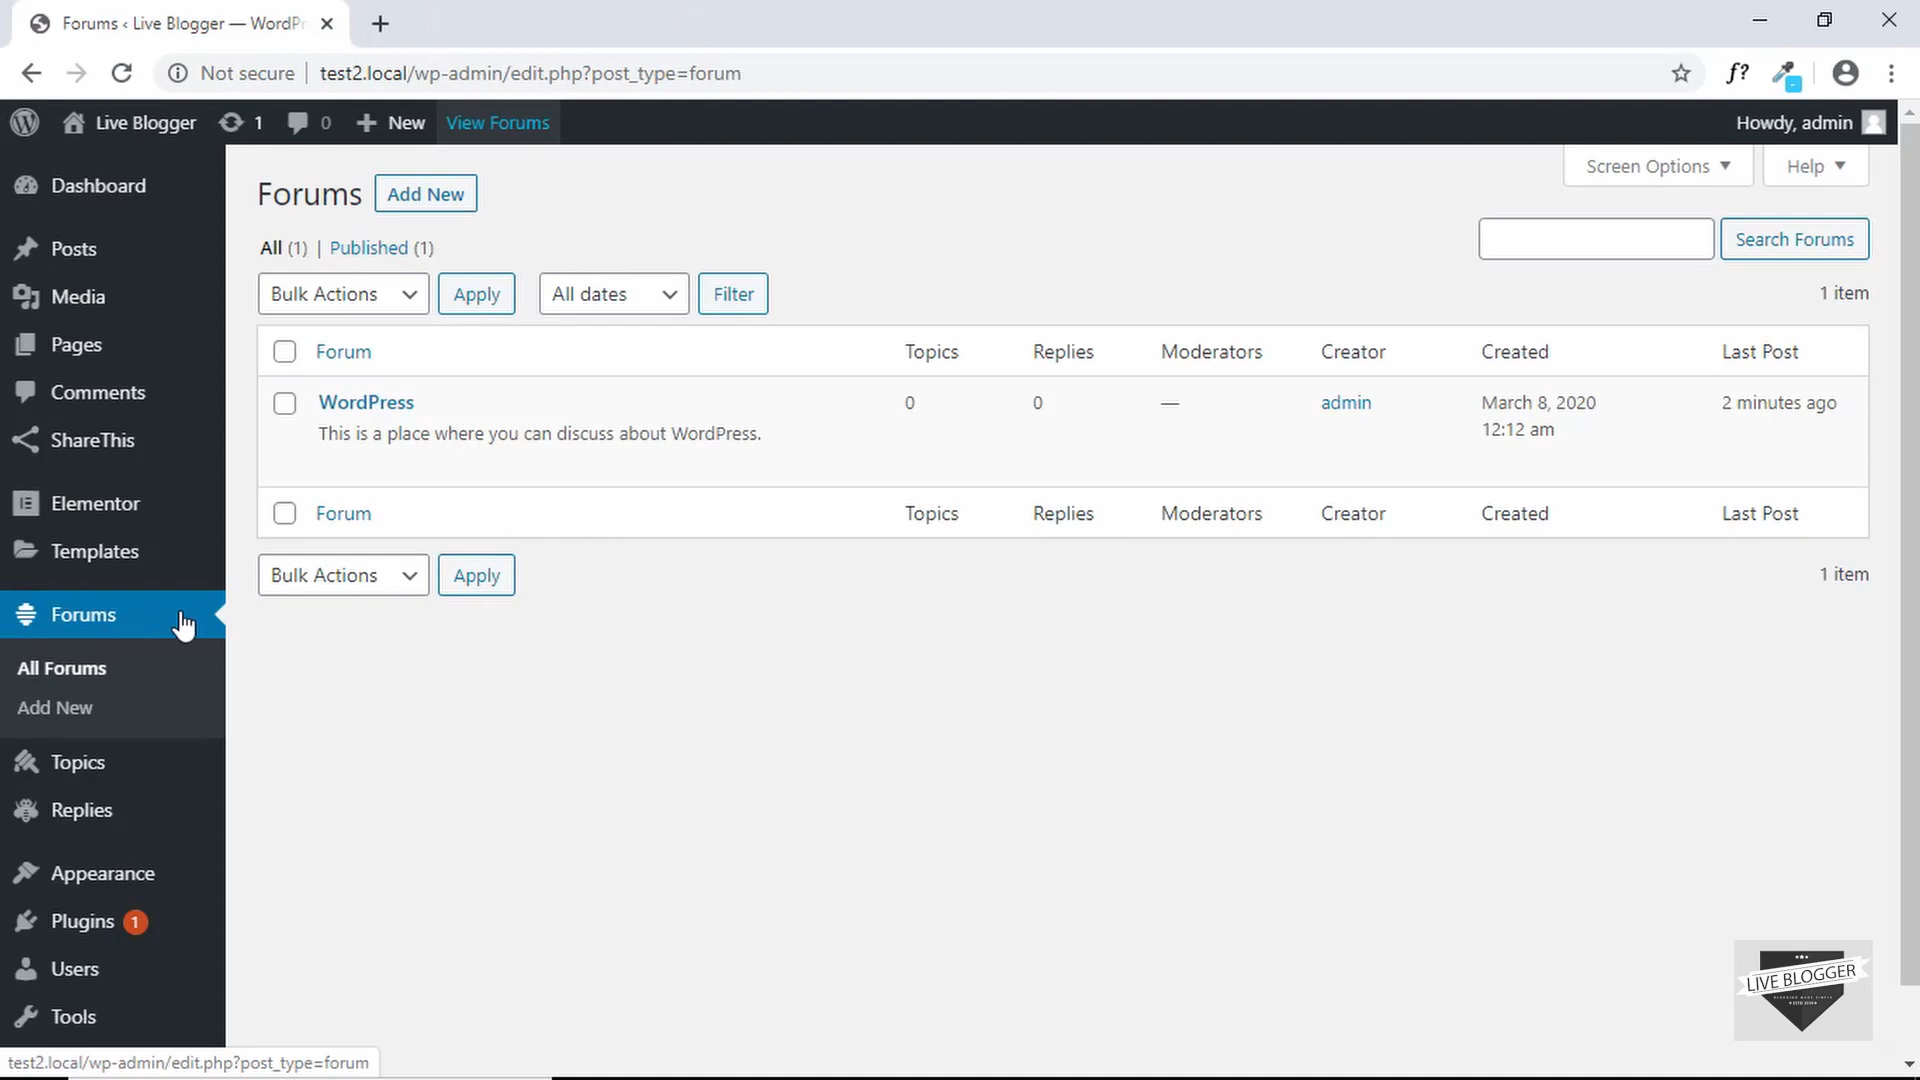 Forums ‹ Live Blogger — WordPr
Not secure
test2.local/wp-admin/edit.php?post_type=forum
f?
Live Blogger
1
0
New
View Forums
Howdy, admin
Dashboard
Posts
Media
Pages
Comments
ShareThis
Elementor
Templates
Forums
All Forums
Add New
Topics
Replies
Appearance
Plugins 1
Users
Tools
Screen Options
Help
Forums
Add New
All (1) | Published (1)
Search Forums
Bulk Actions
Apply
All dates
Filter
1 item
Forum Topics Replies Moderators Creator Created Last Post
WordPress 0 0 — admin March 8, 2020 2 minutes ago
This is a place where you can discuss about WordPress. 12:12 am
Forum Topics Replies Moderators Creator Created Last Post
Bulk Actions
Apply
1 item
LIVE BLOGGER
test2.local/wp-admin/edit.php?post_type=forum